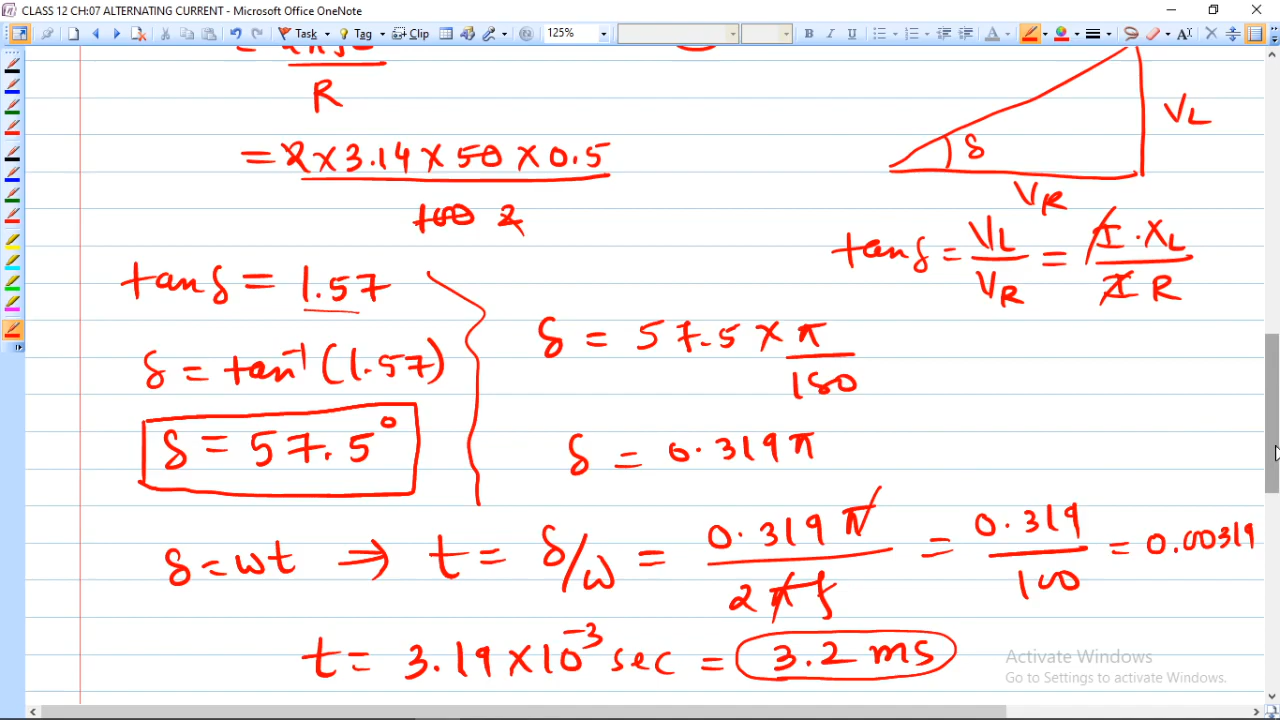 CLASS 12 CH:07 ALTERNATING CURRENT - Microsoft Office OneNote
Task Tag Clip 125% B I U
R
= 2 × 3.14 × 50 × 0.5
100 2
tan δ = 1.57
δ = tan⁻¹ (1.57)
δ = 57.5°
VL
δ
VR
tan δ = VL / VR = I · XL / I R
δ = 57.5 × π / 180
δ = 0.319 π
δ = ωt ⇒ t = δ/ω = 0.319 π / 2 π f = 0.319 / 100 = 0.00319
t = 3.19 × 10⁻³ sec = 3.2 ms
Activate Windows
Go to Settings to activate Windows.